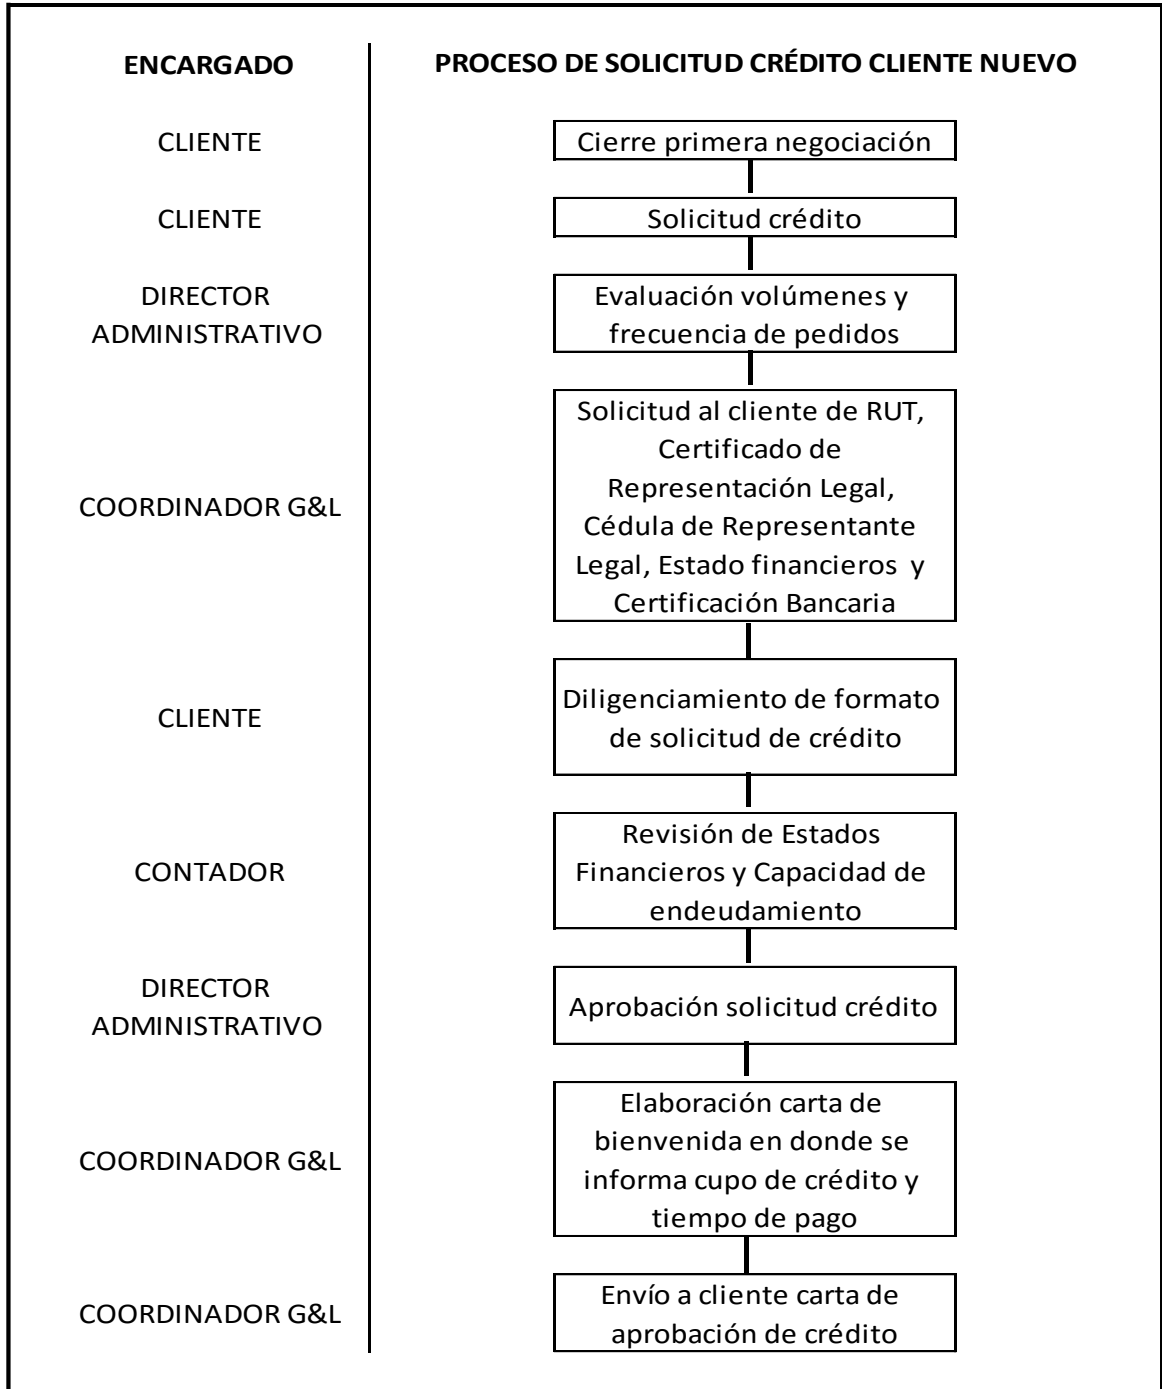 ENCARGADO
PROCESO DE SOLICITUD CRÉDITO CLIENTE NUEVO
CLIENTE
Cierre primera negociación
CLIENTE
Solicitud crédito
DIRECTOR
ADMINISTRATIVO
Evaluación volúmenes y
frecuencia de pedidos
COORDINADOR G&L
Solicitud al cliente de RUT,
Certificado de
Representación Legal,
Cédula de Representante
Legal, Estado financieros y
Certificación Bancaria
CLIENTE
Diligenciamiento de formato
de solicitud de crédito
CONTADOR
Revisión de Estados
Financieros y Capacidad de
endeudamiento
DIRECTOR
ADMINISTRATIVO
Aprobación solicitud crédito
COORDINADOR G&L
Elaboración carta de
bienvenida en donde se
informa cupo de crédito y
tiempo de pago
COORDINADOR G&L
Envío a cliente carta de
aprobación de crédito